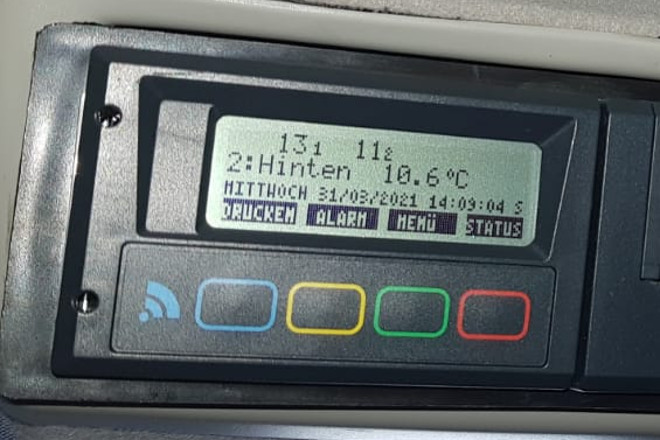 13₁ 11₂
2:Hinten 10.6°C
MITTWOCH 31/03/2021 14:09:04 S
DRUCKEN ALARM MENÜ STATUS